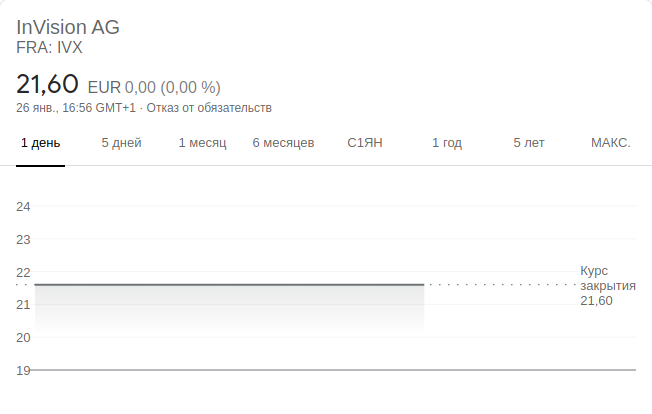 InVision AG
FRA: IVX
21,60 EUR 0,00 (0,00 %)
26 янв., 16:56 GMT+1 · Отказ от обязательств
1 день 5 дней 1 месяц 6 месяцев С1ЯН 1 год 5 лет МАКС.
24
23
22
21
20
19
Курс
закрытия
21,60